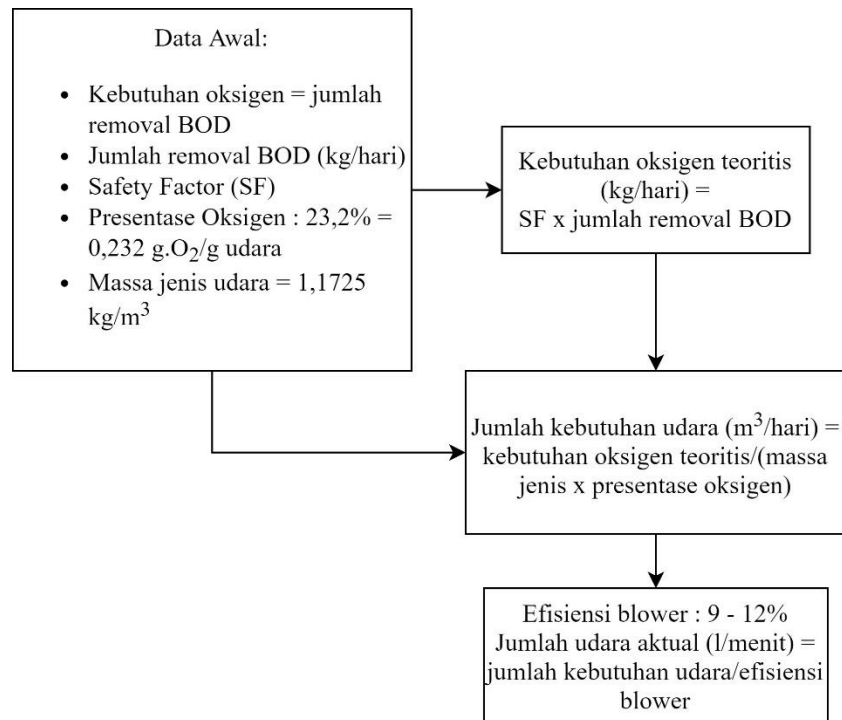 Data Awal:
• Kebutuhan oksigen = jumlah
removal BOD
• Jumlah removal BOD (kg/hari)
• Safety Factor (SF)
• Presentase Oksigen : 23,2% =
0,232 g.O₂/g udara
• Massa jenis udara = 1,1725
kg/m³
Kebutuhan oksigen teoritis
(kg/hari) =
SF x jumlah removal BOD
Jumlah kebutuhan udara (m³/hari) =
kebutuhan oksigen teoritis/(massa
jenis x presentase oksigen)
Efisiensi blower : 9 - 12%
Jumlah udara aktual (l/menit) =
jumlah kebutuhan udara/efisiensi
blower